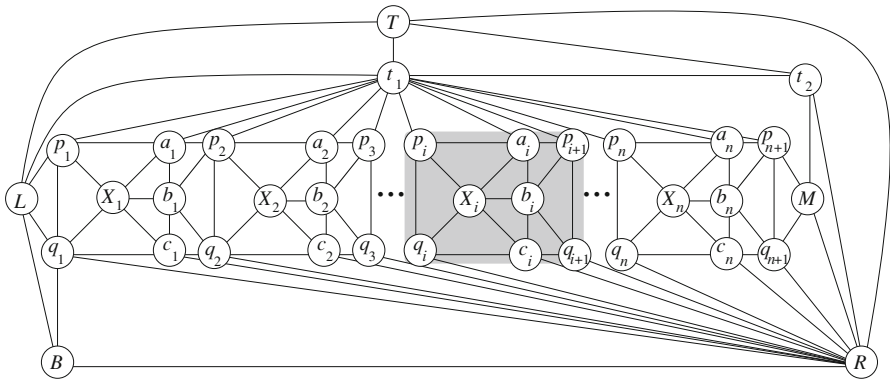 T
t₁ t₂
p₁ a₁ p₂ a₂ p₃ pᵢ aᵢ pᵢ₊₁ pₙ aₙ pₙ₊₁
L X₁ b₁ X₂ b₂ ••• Xᵢ bᵢ ••• Xₙ bₙ M
q₁ c₁ q₂ c₂ q₃ qᵢ cᵢ qᵢ₊₁ qₙ cₙ qₙ₊₁
B R